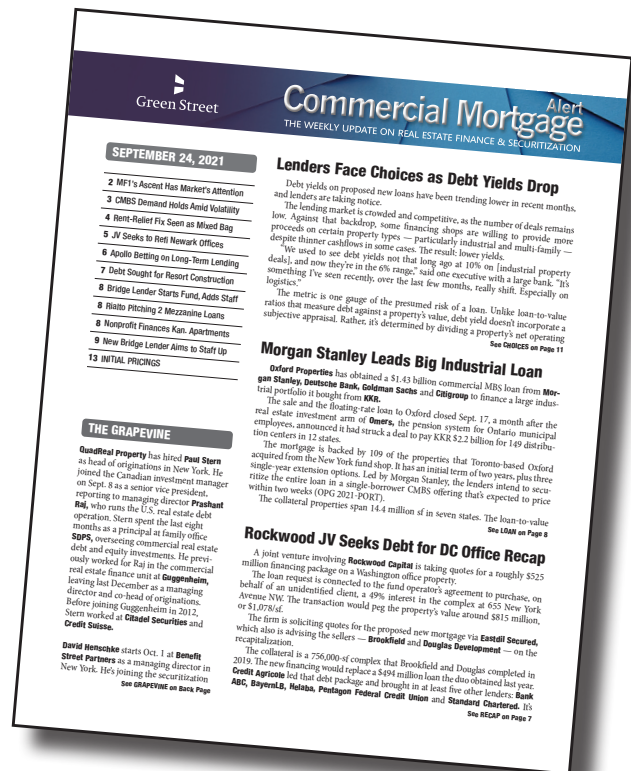 Green Street
Commercial Mortgage
Alert
THE WEEKLY UPDATE ON REAL ESTATE FINANCE & SECURITIZATION
SEPTEMBER 24, 2021
2 MF1's Ascent Has Market's Attention
3 CMBS Demand Holds Amid Volatility
4 Rent-Relief Fix Seen as Mixed Bag
5 JV Seeks to Refi Newark Offices
6 Apollo Betting on Long-Term Lending
7 Debt Sought for Resort Construction
8 Bridge Lender Starts Fund, Adds Staff
8 Rialto Pitching 2 Mezzanine Loans
8 Nonprofit Finances Kan. Apartments
9 New Bridge Lender Aims to Staff Up
13 INITIAL PRICINGS
THE GRAPEVINE
QuadReal Property has hired Paul Stern
as head of originations in New York. He
joined the Canadian investment manager
on Sept. 8 as a senior vice president,
reporting to managing director Prashant
Raj, who runs the U.S. real estate debt
operation. Stern spent the last eight
months as a principal at family office
SDPS, overseeing commercial real estate
debt and equity investments. He previ-
ously worked for Raj in the commercial
real estate finance unit at Guggenheim,
leaving last December as a managing
director and co-head of originations.
Before joining Guggenheim in 2012,
Stern worked at Citadel Securities and
Credit Suisse.
David Henschke starts Oct. 1 at Benefit
Street Partners as a managing director in
New York. He's joining the securitization
See GRAPEVINE on Back Page
Lenders Face Choices as Debt Yields Drop
Debt yields on proposed new loans have been trending lower in recent months,
and lenders are taking notice.
The lending market is crowded and competitive, as the number of deals remains
low. Against that backdrop, some financing shops are willing to provide more
proceeds on certain property types — particularly industrial and multi-family —
despite thinner cashflows in some cases. The result: lower yields.
"We used to see debt yields not that long ago at 10% on [industrial property
deals], and now they're in the 6% range," said one executive with a large bank. "It's
something I've seen recently, over the last few months, really shift. Especially on
logistics."
The metric is one gauge of the presumed risk of a loan. Unlike loan-to-value
ratios that measure debt against a property's value, debt yield doesn't incorporate a
subjective appraisal. Rather, it's determined by dividing a property's net operating
See CHOICES on Page 11
Morgan Stanley Leads Big Industrial Loan
Oxford Properties has obtained a $1.43 billion commercial MBS loan from Mor-
gan Stanley, Deutsche Bank, Goldman Sachs and Citigroup to finance a large indus-
trial portfolio it bought from KKR.
The sale and the floating-rate loan to Oxford closed Sept. 17, a month after the
real estate investment arm of Omers, the pension system for Ontario municipal
employees, announced it had struck a deal to pay KKR $2.2 billion for 149 distribu-
tion centers in 12 states.
The mortgage is backed by 109 of the properties that Toronto-based Oxford
acquired from the New York fund shop. It has an initial term of two years, plus three
single-year extension options. Led by Morgan Stanley, the lenders intend to secu-
ritize the entire loan in a single-borrower CMBS offering that's expected to price
within two weeks (OPG 2021-PORT).
The collateral properties span 14.4 million sf in seven states. The loan-to-value
See LOAN on Page 8
Rockwood JV Seeks Debt for DC Office Recap
A joint venture involving Rockwood Capital is taking quotes for a roughly $525
million financing package on a Washington office property.
The loan request is connected to the fund operator's agreement to purchase, on
behalf of an unidentified client, a 49% interest in the complex at 655 New York
Avenue NW. The transaction would peg the property's value around $815 million,
or $1,078/sf.
The firm is soliciting quotes for the proposed new mortgage via Eastdil Secured,
which also is advising the sellers — Brookfield and Douglas Development — on the
recapitalization.
The collateral is a 756,000-sf complex that Brookfield and Douglas completed in
2019. The new financing would replace a $494 million loan the duo obtained last year.
Credit Agricole led that debt package and brought in at least five other lenders: Bank
ABC, BayernLB, Helaba, Pentagon Federal Credit Union and Standard Chartered. It's
See RECAP on Page 7